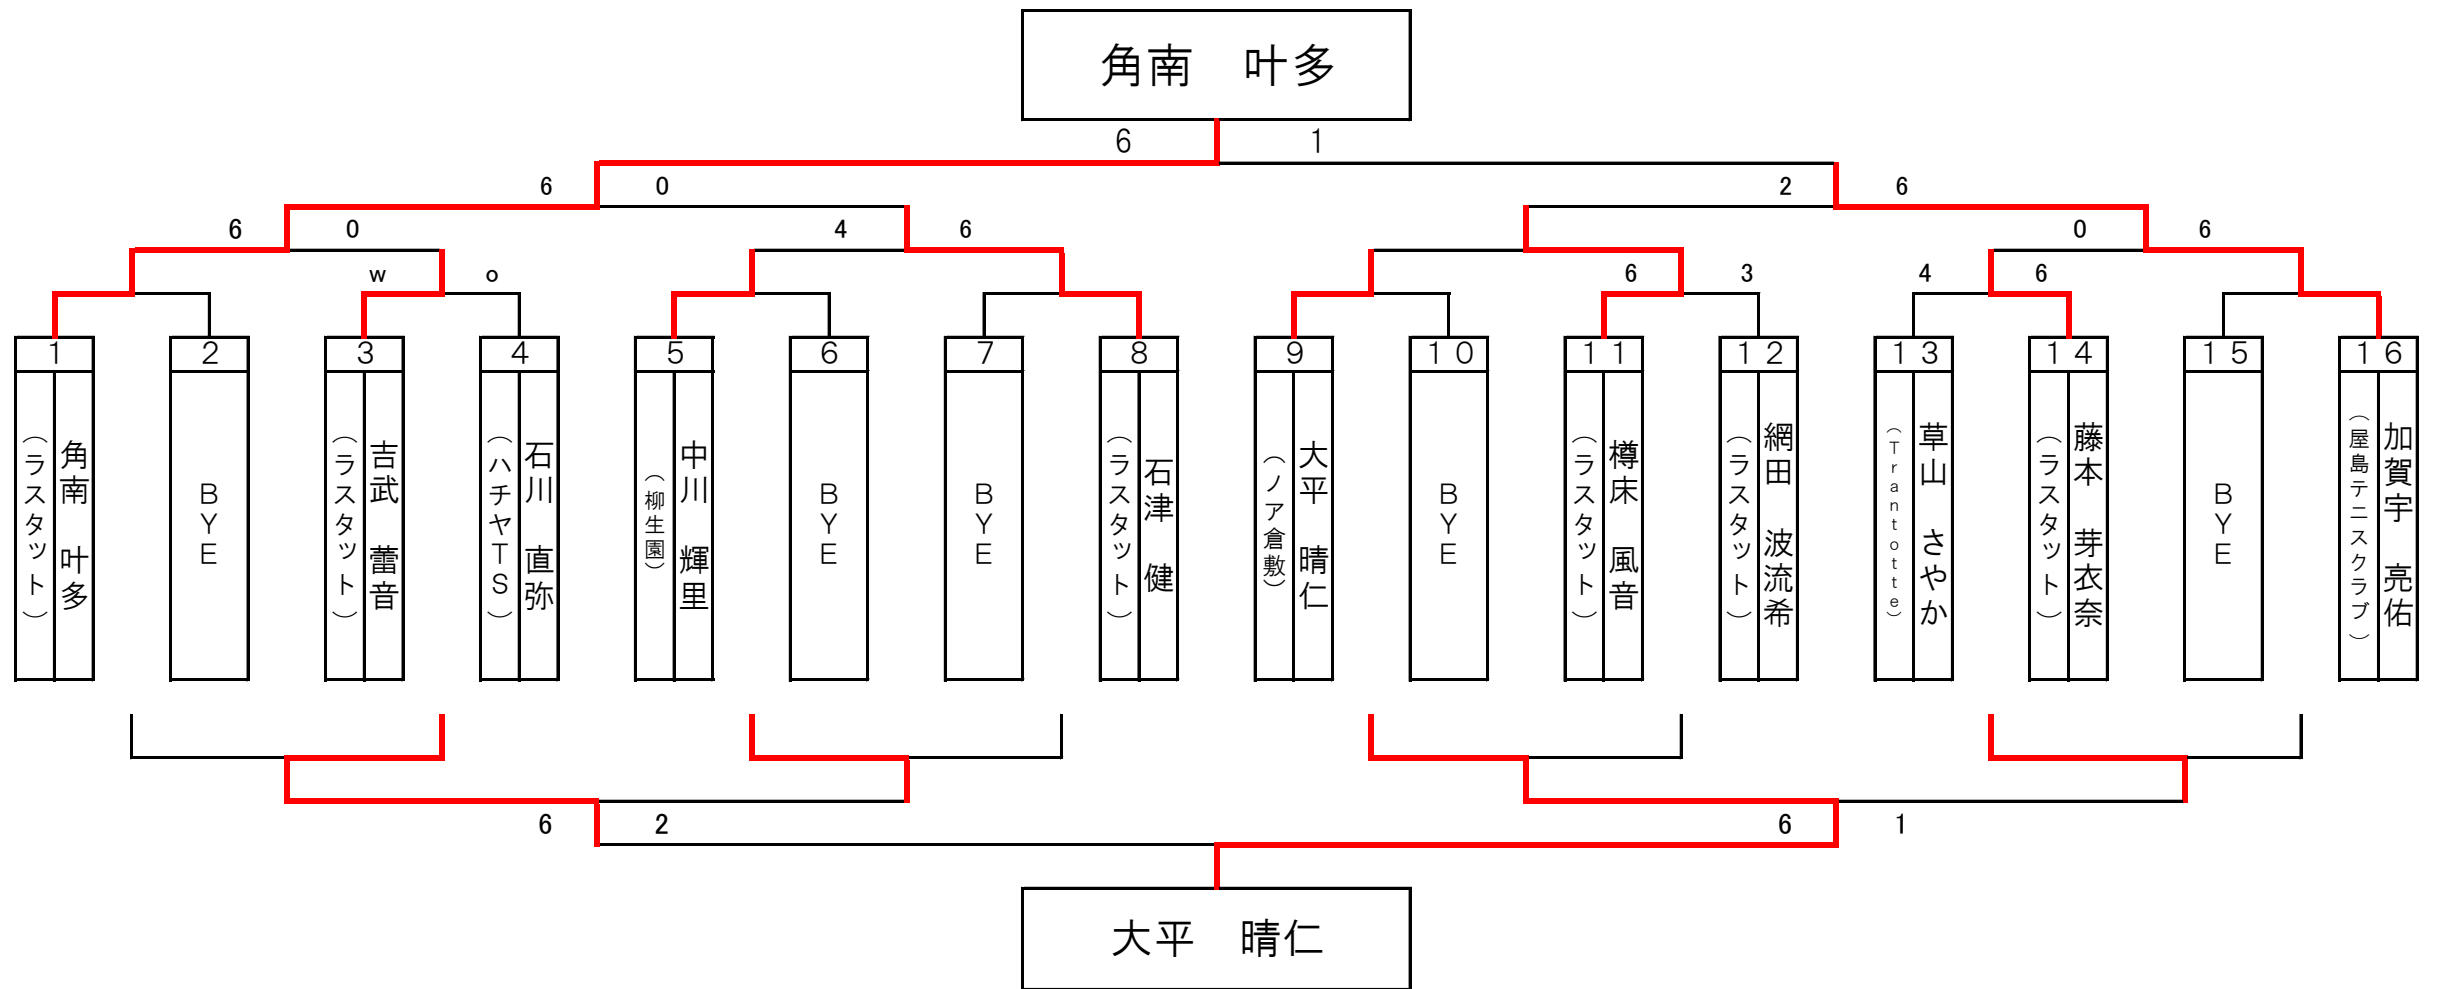 角南 叶多
6 1
6 0 2 6
6 0 4 6 0 6
w o 6 3 4 6
1 2 3 4 5 6 7 8 9 10 11 12 13 14 15 16
角南 叶多
(ラスタット)
BYE
吉武 蕾音
(ラスタット)
石川 直弥
(ハチヤTS)
中川 輝里
(柳生園)
BYE
BYE
石津 健
(ラスタット)
大平 晴仁
(ノア倉敷)
BYE
樽床 風音
(ラスタット)
網田 波流希
(ラスタット)
草山 さやか
(Trantotte)
藤本 芽衣奈
(ラスタット)
BYE
加賀宇 亮佑
(屋島テニスクラブ)
6 2 6 1
大平 晴仁